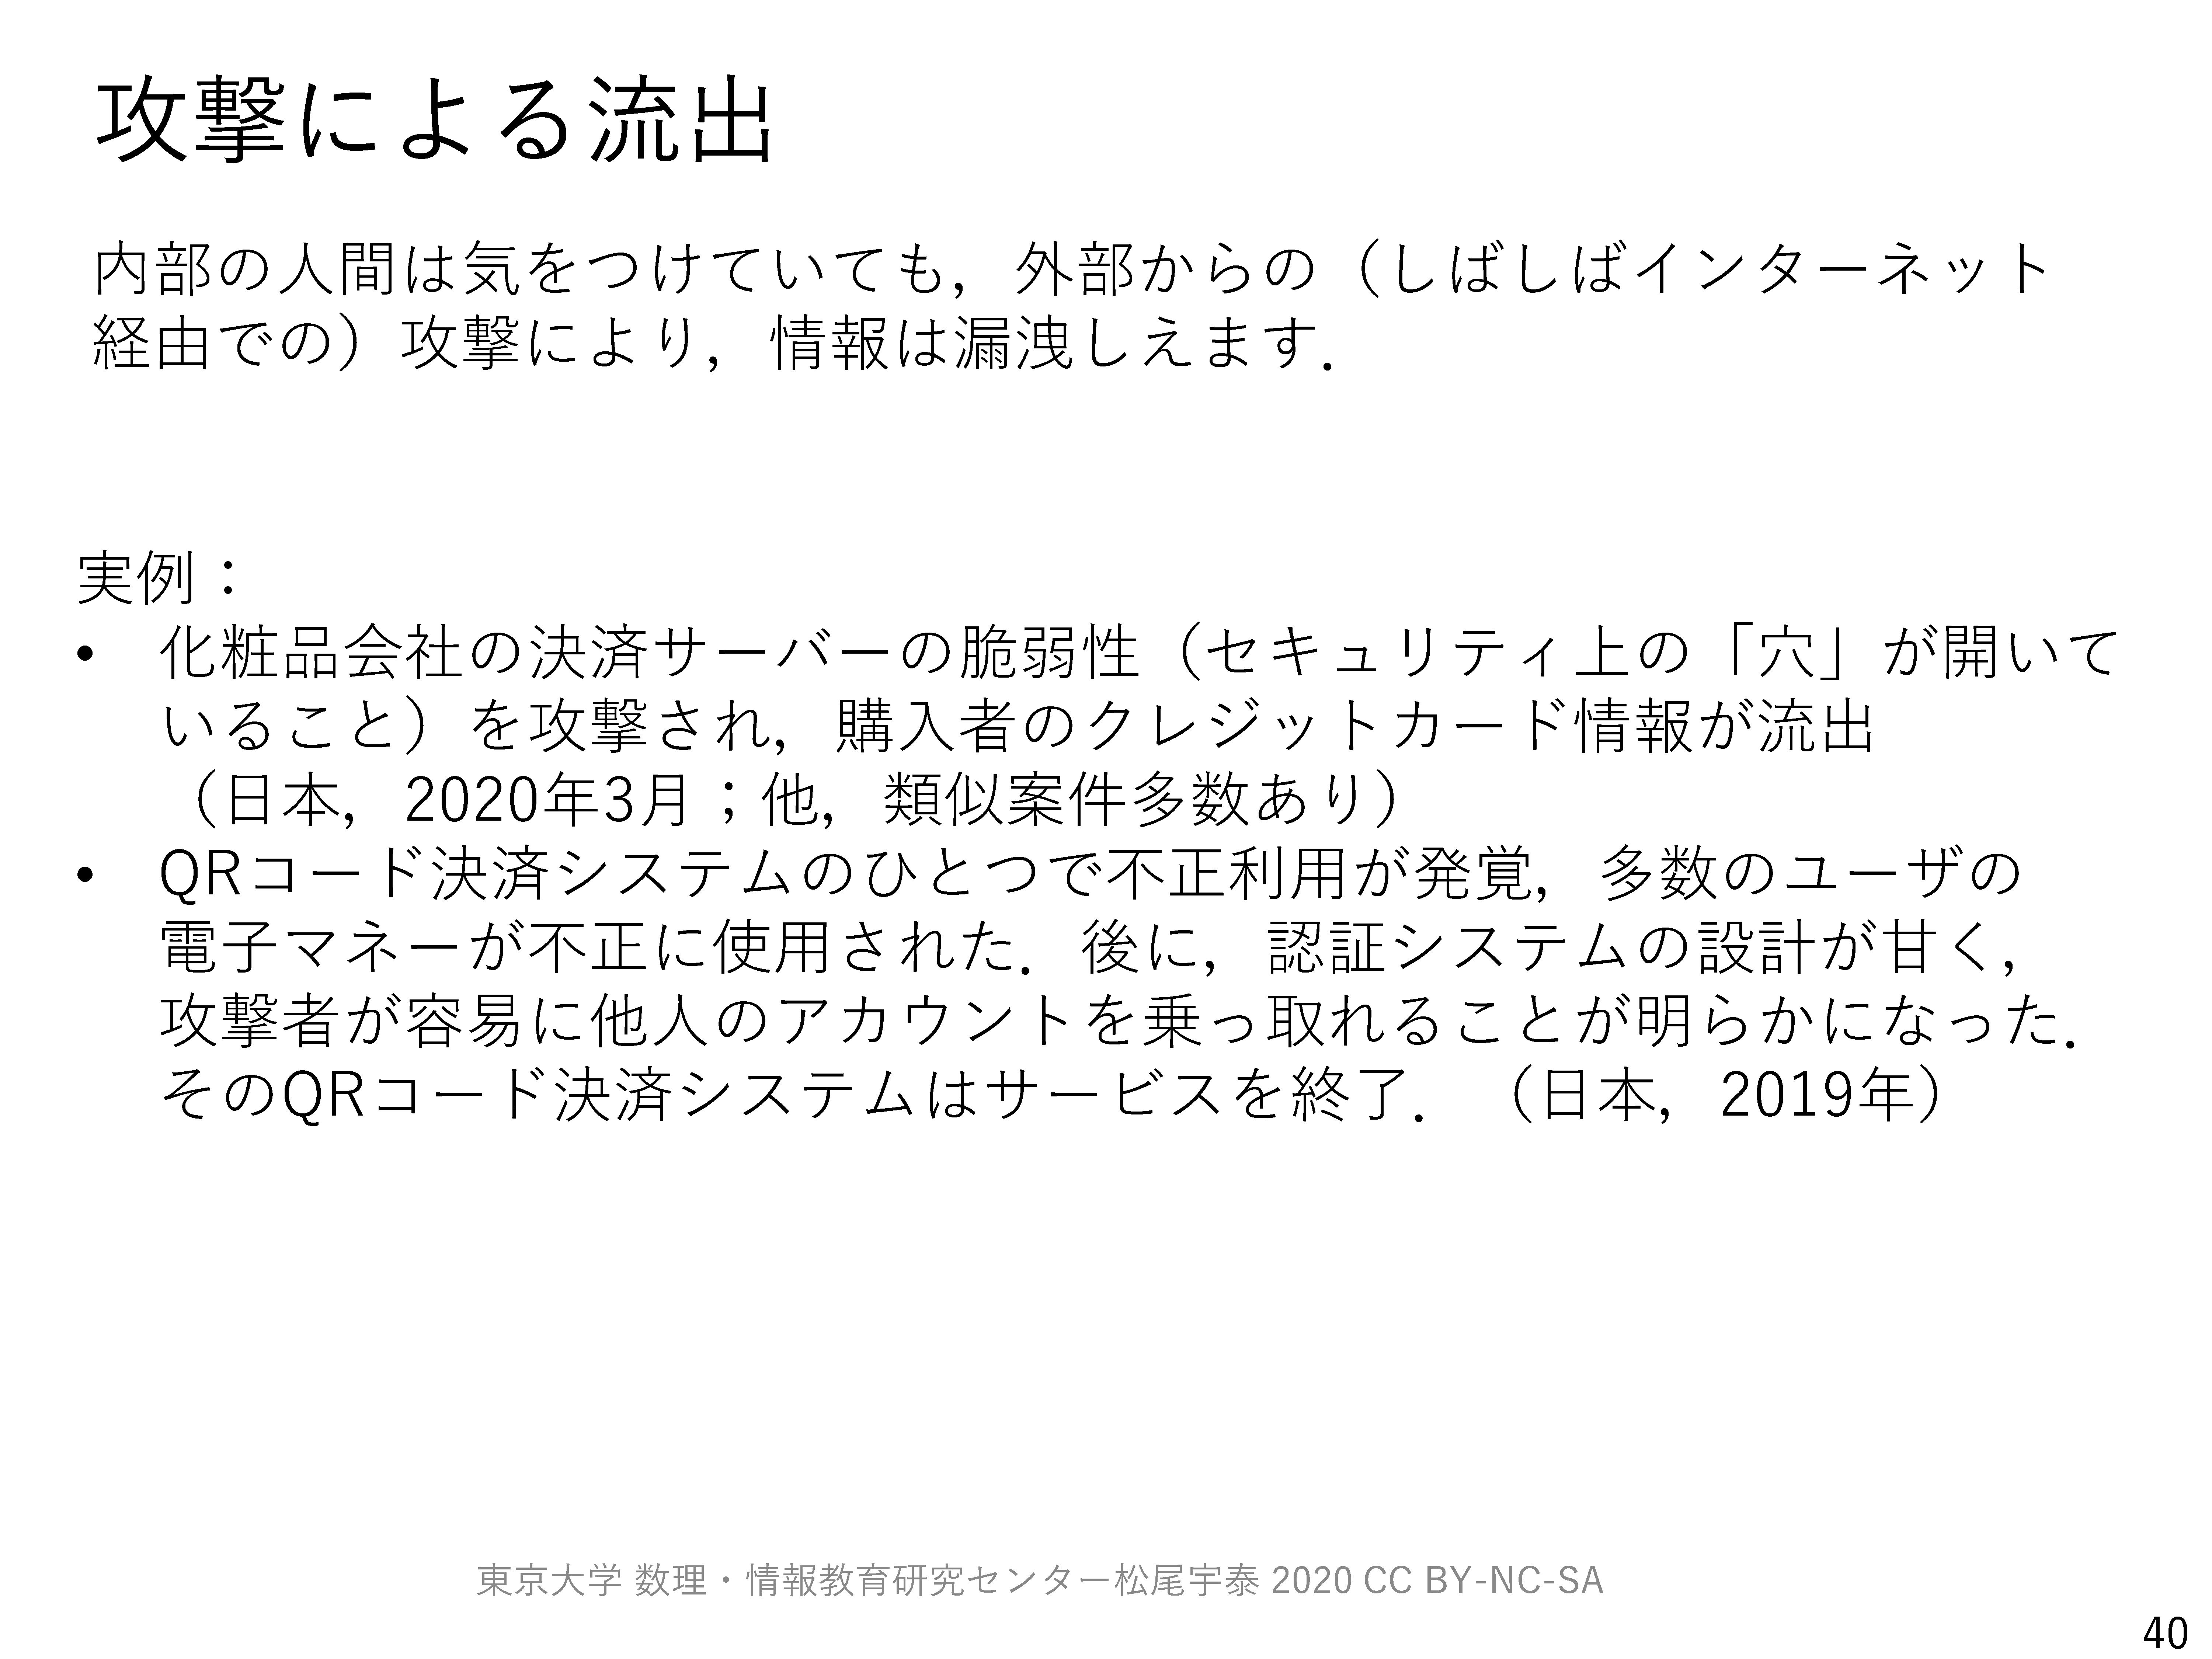 攻撃による流出
内部の人間は気をつけていても，外部からの（しばしばインターネット
経由での）攻撃により，情報は漏洩しえます．
実例：
• 化粧品会社の決済サーバーの脆弱性（セキュリティ上の「穴」が開いて
いること）を攻撃され，購入者のクレジットカード情報が流出
（日本，2020年3月；他，類似案件多数あり）
• QRコード決済システムのひとつで不正利用が発覚，多数のユーザの
電子マネーが不正に使用された．後に，認証システムの設計が甘く，
攻撃者が容易に他人のアカウントを乗っ取れることが明らかになった．
そのQRコード決済システムはサービスを終了．（日本，2019年）
東京大学 数理・情報教育研究センター松尾宇泰 2020 CC BY-NC-SA
40